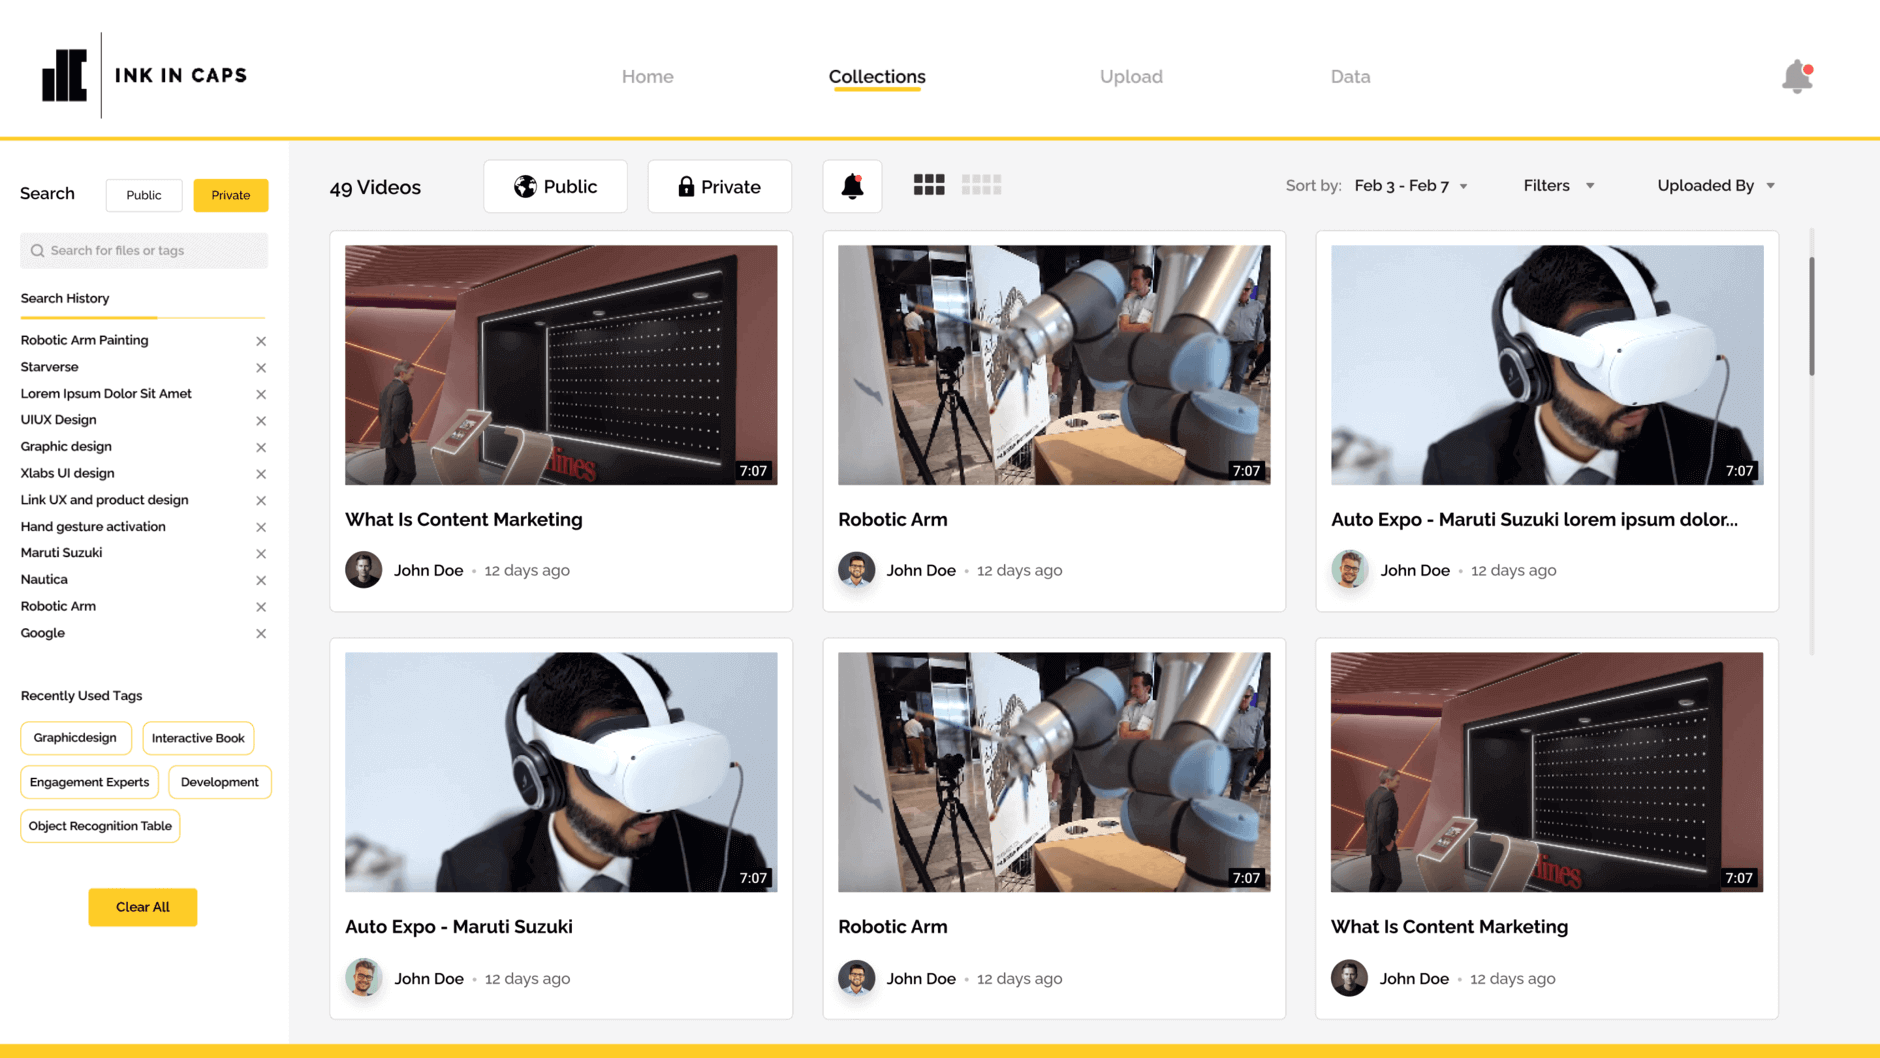 INK IN CAPS
Home
Collections
Upload
Data
Search
Public
Private
Search for files or tags
Search History
Robotic Arm Painting
Starverse
Lorem Ipsum Dolor Sit Amet
UIUX Design
Graphic design
Xlabs UI design
Link UX and product design
Hand gesture activation
Maruti Suzuki
Nautica
Robotic Arm
Google
Recently Used Tags
Graphicdesign
Interactive Book
Engagement Experts
Development
Object Recognition Table
Clear All
49 Videos
Public
Private
Sort by: Feb 3 - Feb 7
Filters
Uploaded By
7:07
What Is Content Marketing
John Doe • 12 days ago
7:07
Robotic Arm
John Doe • 12 days ago
7:07
Auto Expo - Maruti Suzuki lorem ipsum dolor...
John Doe • 12 days ago
7:07
Auto Expo - Maruti Suzuki
John Doe • 12 days ago
7:07
Robotic Arm
John Doe • 12 days ago
7:07
What Is Content Marketing
John Doe • 12 days ago